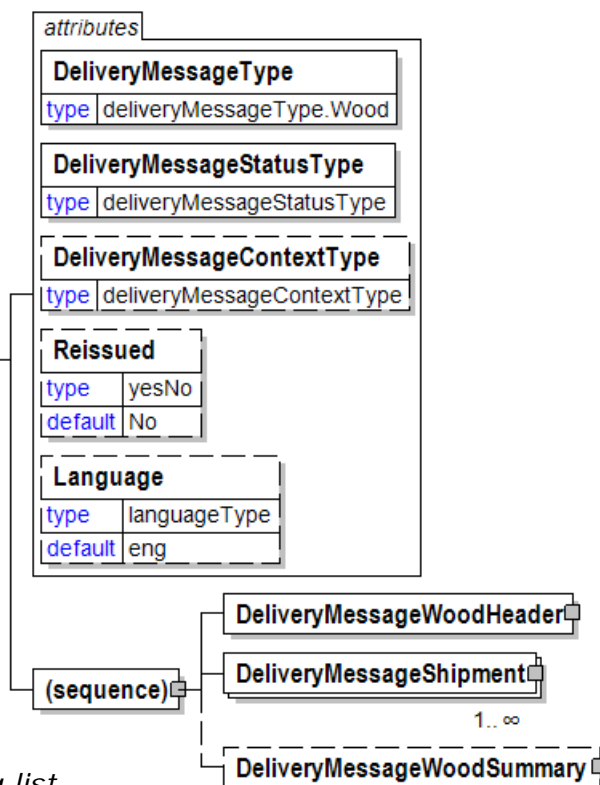 attributes
DeliveryMessageType
type deliveryMessageType.Wood
DeliveryMessageStatusType
type deliveryMessageStatusType
DeliveryMessageContextType
type deliveryMessageContextType
Reissued
type yesNo
default No
Language
type languageType
default eng
DeliveryMessageWoodHeader
(sequence)
DeliveryMessageShipment
1..∞
DeliveryMessageWoodSummary
list